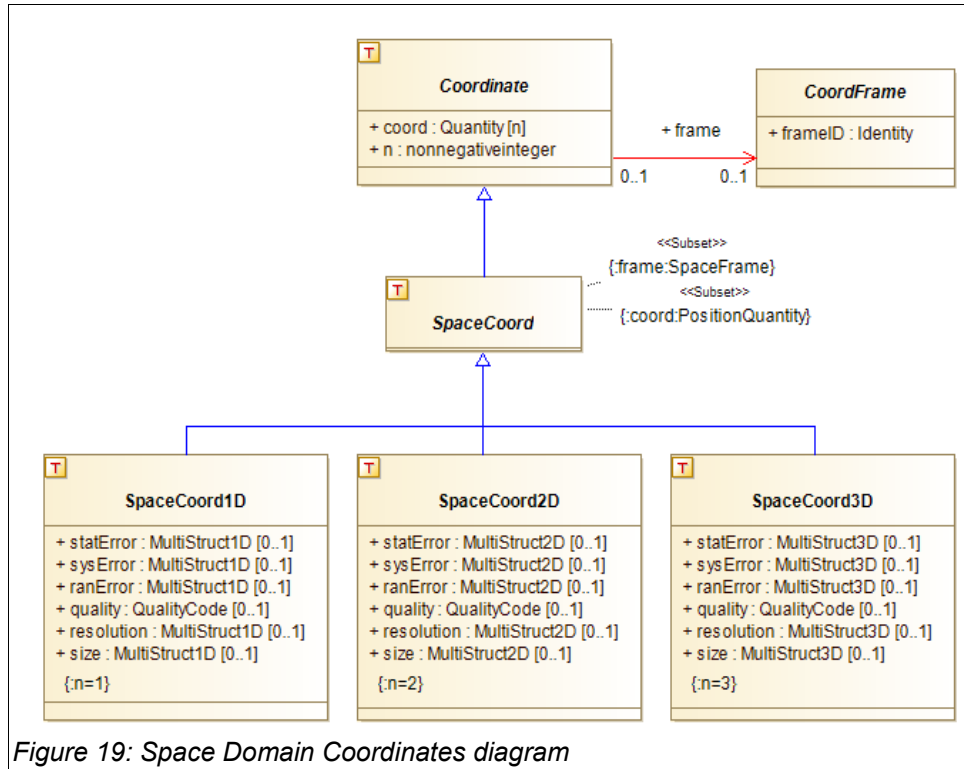 T
Coordinate
+ coord : Quantity [n]
+ n : nonnegativeinteger
CoordFrame
+ frameID : Identity
+ frame
0..1
0..1
<<Subset>>
{:frame:SpaceFrame}
<<Subset>>
{:coord:PositionQuantity}
T
SpaceCoord
T
SpaceCoord1D
+ statError : MultiStruct1D [0..1]
+ sysError : MultiStruct1D [0..1]
+ ranError : MultiStruct1D [0..1]
+ quality : QualityCode [0..1]
+ resolution : MultiStruct1D [0..1]
+ size : MultiStruct1D [0..1]
{:n=1}
T
SpaceCoord2D
+ statError : MultiStruct2D [0..1]
+ sysError : MultiStruct2D [0..1]
+ ranError : MultiStruct2D [0..1]
+ quality : QualityCode [0..1]
+ resolution : MultiStruct2D [0..1]
+ size : MultiStruct2D [0..1]
{:n=2}
T
SpaceCoord3D
+ statError : MultiStruct3D [0..1]
+ sysError : MultiStruct3D [0..1]
+ ranError : MultiStruct3D [0..1]
+ quality : QualityCode [0..1]
+ resolution : MultiStruct3D [0..1]
+ size : MultiStruct3D [0..1]
{:n=3}
Figure 19: Space Domain Coordinates diagram